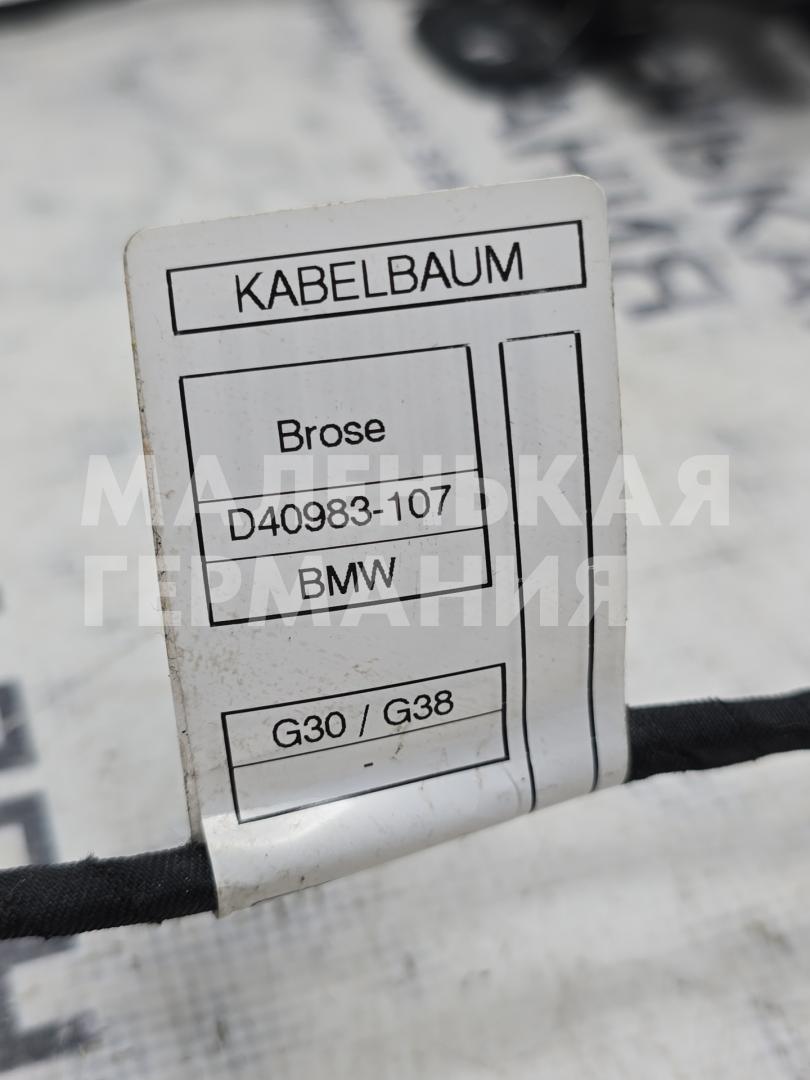 KABELBAUM
Brose
D40983-107
BMW
G30 / G38
-
МАЛЕНЬКАЯ
ГЕРМАНИЯ